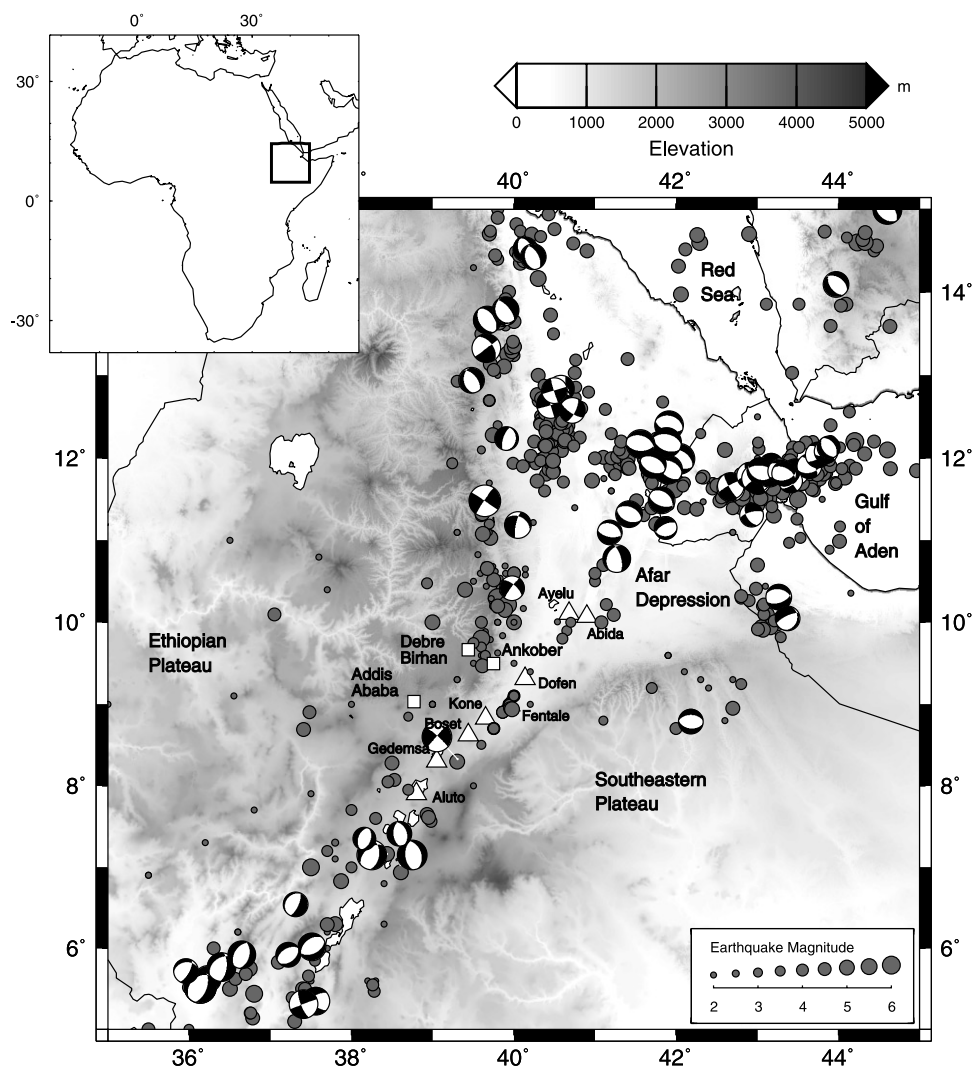 0° 30°
30°
0°
-30°
m
0 1000 2000 3000 4000 5000
Elevation
40° 42° 44°
Red
Sea
14°
12°
Gulf
of
Aden
Afar
Depression
Ayelu
Abida
10° 10°
Ethiopian
Plateau
Debre
Birhan
Ankober
Addis
Ababa
Dofen
Kone
Fentale
Boset
Gedemsa
8° 8°
Aluto
Southeastern
Plateau
6° 6°
Earthquake Magnitude
2 3 4 5 6
36° 38° 40° 42° 44°
12°